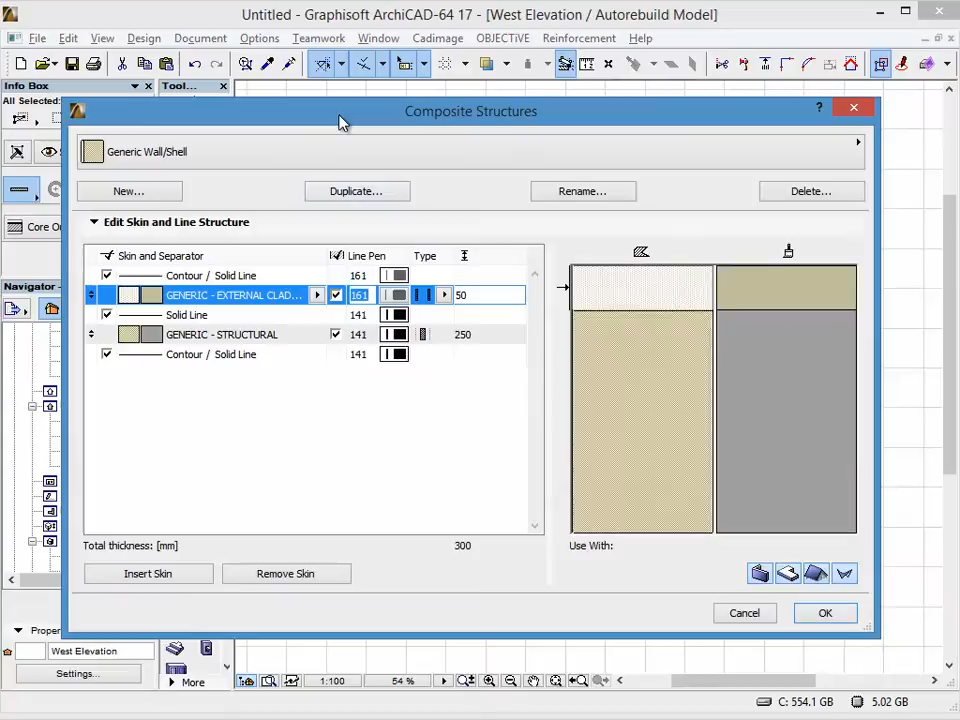 Untitled - Graphisoft ArchiCAD-64 17 - [West Elevation / Autorebuild Model]
File Edit View Design Document Options Teamwork Window Cadimage OBJECTiVE Reinforcement Help
Info Box
Tool...
All Selected:
Composite Structures
?
Generic Wall/Shell
New...
Duplicate...
Rename...
Delete...
Edit Skin and Line Structure
Skin and Separator Line Pen Type
Contour / Solid Line 161
GENERIC - EXTERNAL CLAD... 161 50
Solid Line 141
GENERIC - STRUCTURAL 141 250
Contour / Solid Line 141
Core Ou
Navigator -
Total thickness: [mm] 300
Use With:
Insert Skin
Remove Skin
Cancel
OK
Proper
West Elevation
Settings...
More
1:100
54 %
C: 554.1 GB
5.02 GB